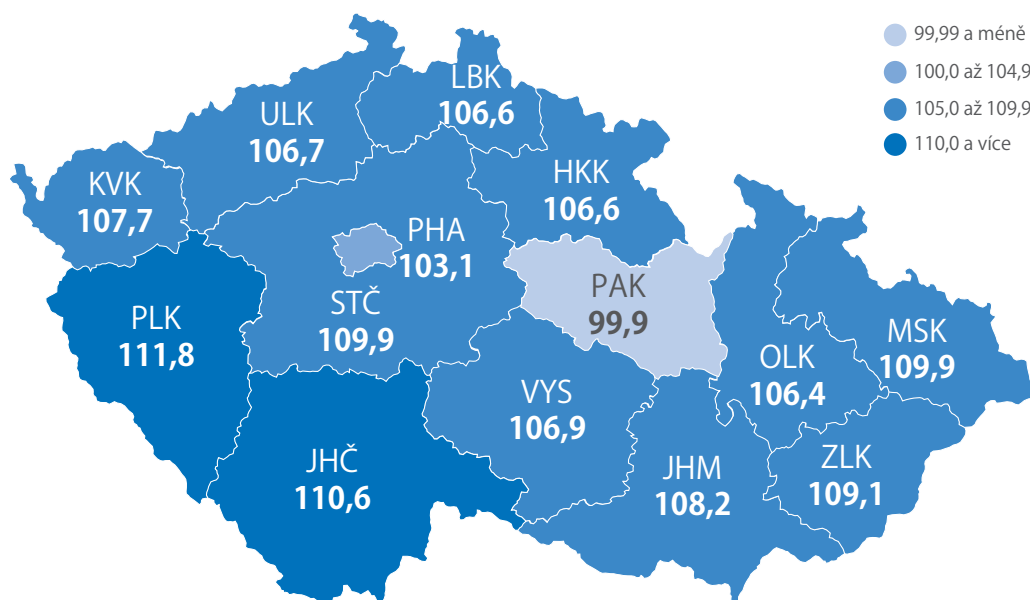 99,99 a méně
100,0 až 104,9
105,0 až 109,9
110,0 a více
LBK
106,6
ULK
106,7
KVK
107,7
HKK
106,6
PHA
103,1
PAK
99,9
STČ
109,9
PLK
111,8
MSK
109,9
OLK
106,4
VYS
106,9
JHČ
110,6
JHM
108,2
ZLK
109,1